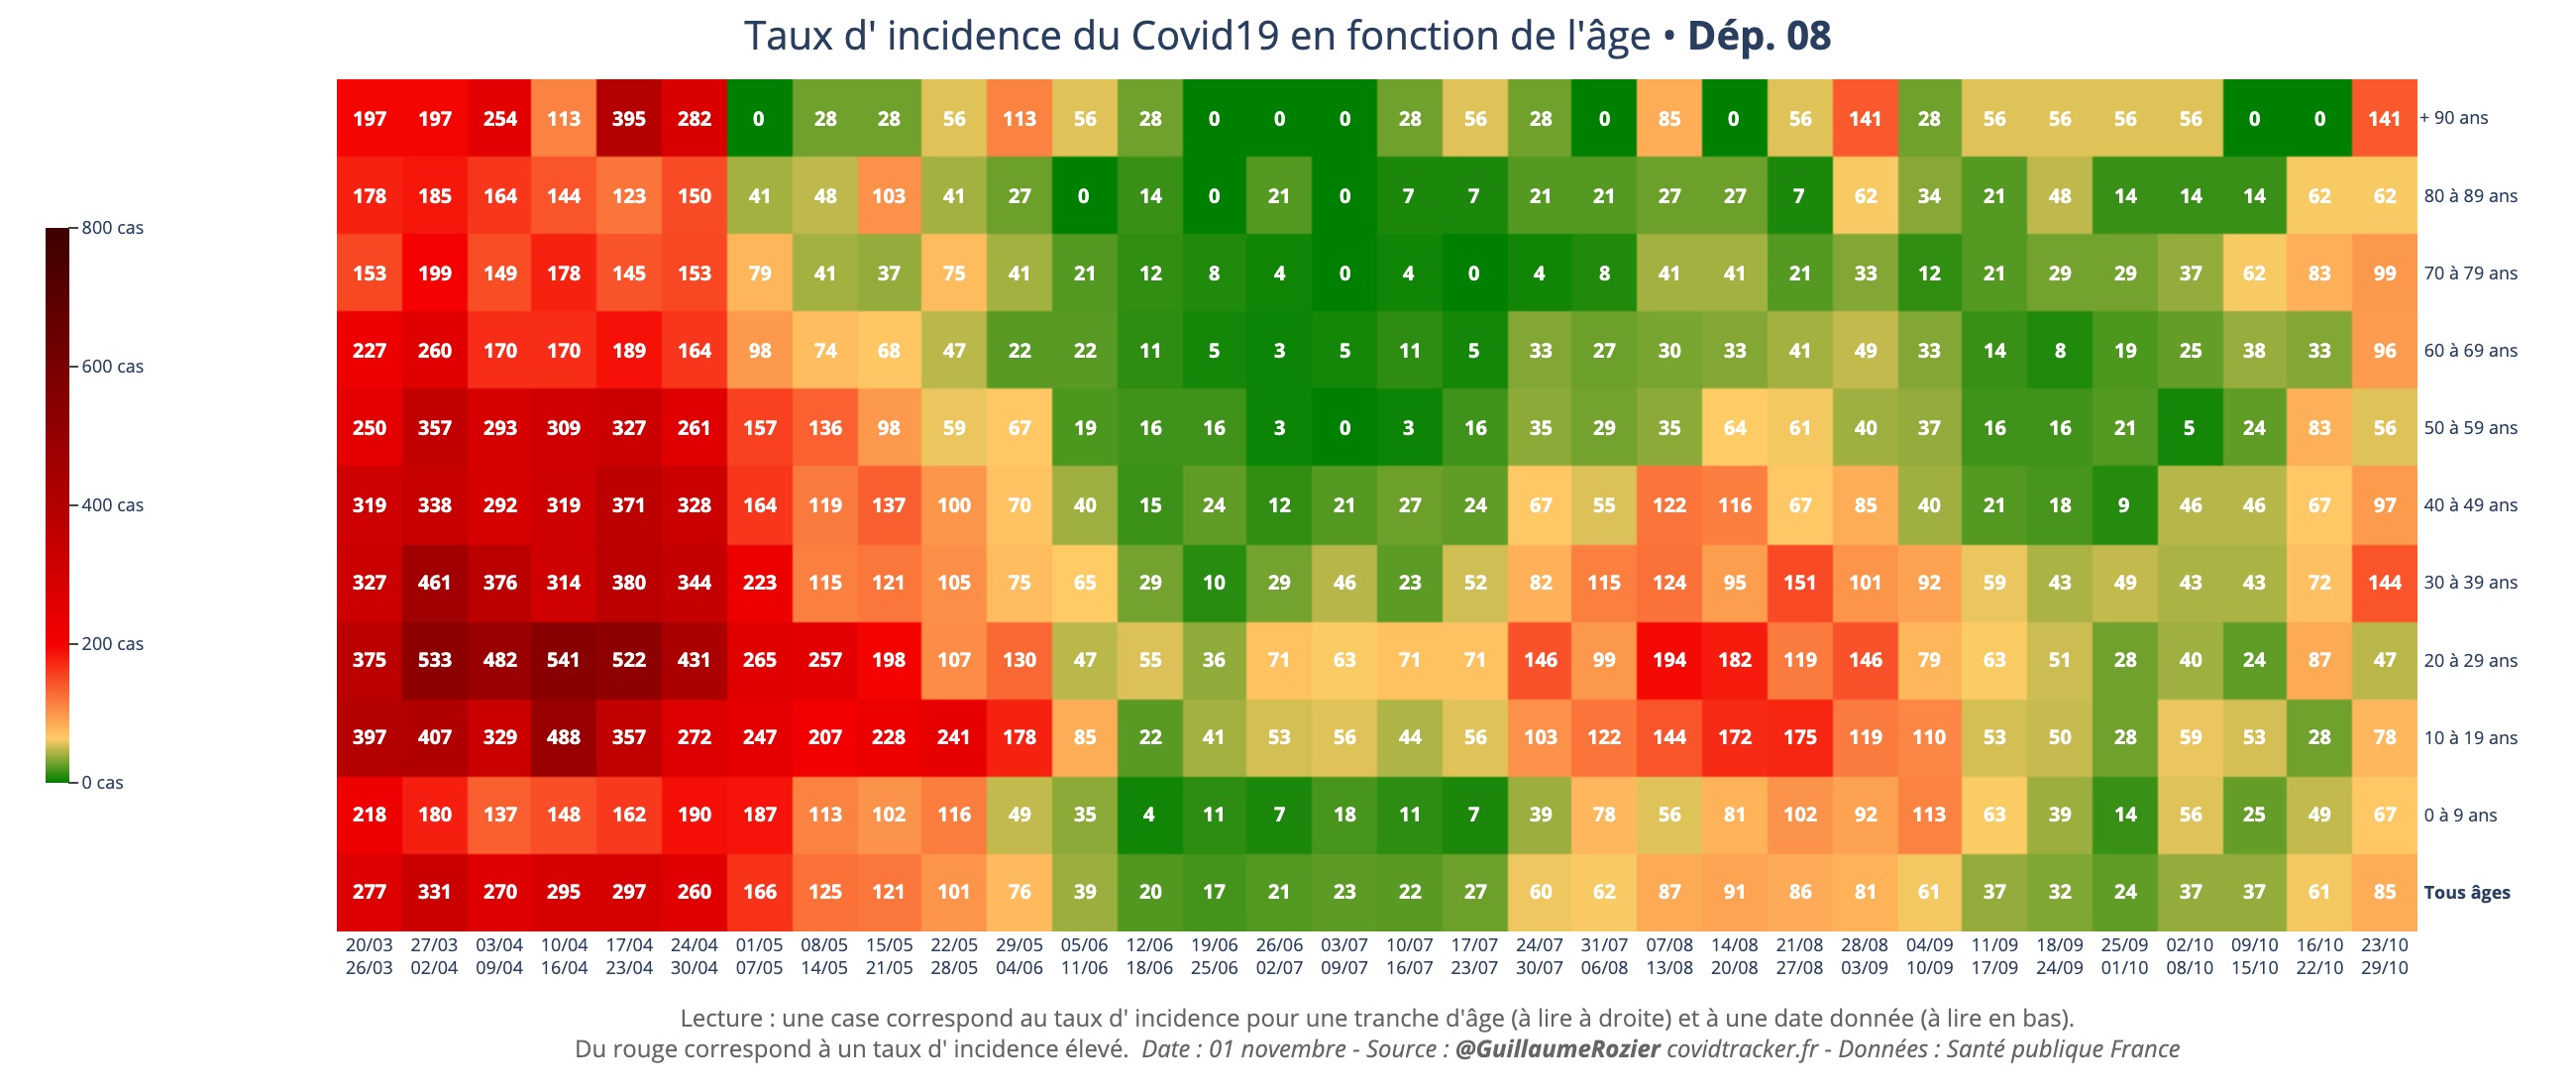 Taux d' incidence du Covid19 en fonction de l'âge • Dép. 08
197 197 254 113 395 282 0 28 28 56 113 56 28 0 0 0 28 56 28 0 85 0 56 141 28 56 56 56 56 0 0 141 + 90 ans
178 185 164 144 123 150 41 48 103 41 27 0 14 0 21 0 7 7 21 21 27 27 7 62 34 21 48 14 14 14 62 62 80 à 89 ans
800 cas
153 199 149 178 145 153 79 41 37 75 41 21 12 8 4 0 4 0 4 8 41 41 21 33 12 21 29 29 37 62 83 99 70 à 79 ans
227 260 170 170 189 164 98 74 68 47 22 22 11 5 3 5 11 5 33 27 30 33 41 49 33 14 8 19 25 38 33 96 60 à 69 ans
600 cas
250 357 293 309 327 261 157 136 98 59 67 19 16 16 3 0 3 16 35 29 35 64 61 40 37 16 16 21 5 24 83 56 50 à 59 ans
400 cas
319 338 292 319 371 328 164 119 137 100 70 40 15 24 12 21 27 24 67 55 122 116 67 85 40 21 18 9 46 46 67 97 40 à 49 ans
327 461 376 314 380 344 223 115 121 105 75 65 29 10 29 46 23 52 82 115 124 95 151 101 92 59 43 49 43 43 72 144 30 à 39 ans
200 cas
375 533 482 541 522 431 265 257 198 107 130 47 55 36 71 63 71 71 146 99 194 182 119 146 79 63 51 28 40 24 87 47 20 à 29 ans
397 407 329 488 357 272 247 207 228 241 178 85 22 41 53 56 44 56 103 122 144 172 175 119 110 53 50 28 59 53 28 78 10 à 19 ans
0 cas
218 180 137 148 162 190 187 113 102 116 49 35 4 11 7 18 11 7 39 78 56 81 102 92 113 63 39 14 56 25 49 67 0 à 9 ans
277 331 270 295 297 260 166 125 121 101 76 39 20 17 21 23 22 27 60 62 87 91 86 81 61 37 32 24 37 37 61 85 Tous âges
20/03 27/03 03/04 10/04 17/04 24/04 01/05 08/05 15/05 22/05 29/05 05/06 12/06 19/06 26/06 03/07 10/07 17/07 24/07 31/07 07/08 14/08 21/08 28/08 04/09 11/09 18/09 25/09 02/10 09/10 16/10 23/10
26/03 02/04 09/04 16/04 23/04 30/04 07/05 14/05 21/05 28/05 04/06 11/06 18/06 25/06 02/07 09/07 16/07 23/07 30/07 06/08 13/08 20/08 27/08 03/09 10/09 17/09 24/09 01/10 08/10 15/10 22/10 29/10
Lecture : une case correspond au taux d' incidence pour une tranche d'âge (à lire à droite) et à une date donnée (à lire en bas).
Du rouge correspond à un taux d' incidence élevé. Date : 01 novembre - Source : @GuillaumeRozier covidtracker.fr - Données : Santé publique France